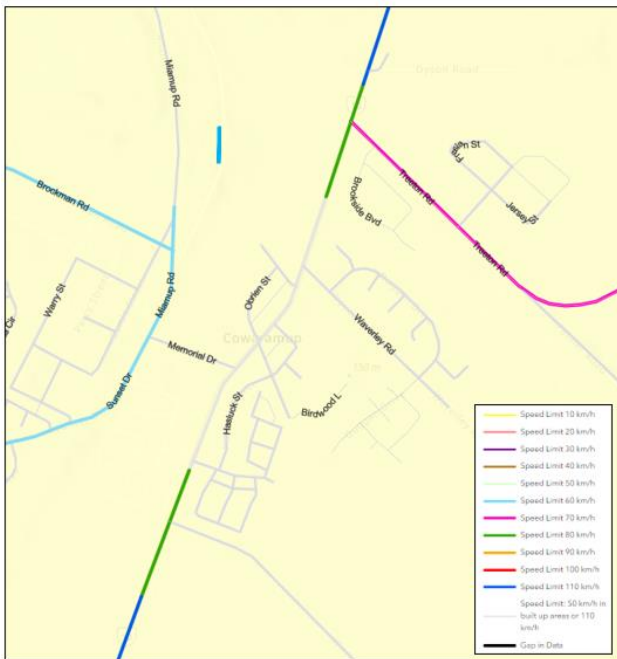 Miamup Rd
Dyson Road
Brockman Rd
Brookside Bvd
Treeton Rd
Jersey St
Treeton Rd
Warry St
Miamup Rd
Obrien St
Waverley Rd
Cowaramup
Memorial Dr
Sunset Dr
Hasluck St
Birdwood L
Speed Limit 10 km/h
Speed Limit 20 km/h
Speed Limit 30 km/h
Speed Limit 40 km/h
Speed Limit 50 km/h
Speed Limit 60 km/h
Speed Limit 70 km/h
Speed Limit 80 km/h
Speed Limit 90 km/h
Speed Limit 100 km/h
Speed Limit 110 km/h
Speed Limit: 50 km/h in
built up areas or 110
km/h
Gap in Data